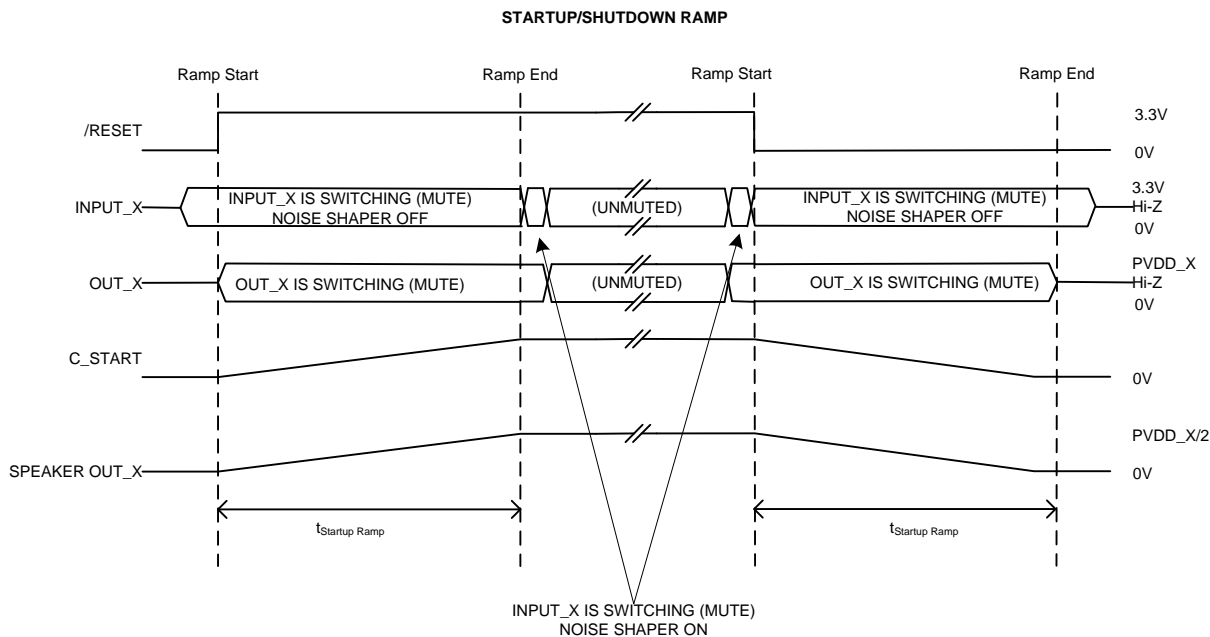 STARTUP/SHUTDOWN RAMP
Ramp Start
Ramp End
Ramp Start
Ramp End
/RESET
3.3V
0V
INPUT_X
INPUT_X IS SWITCHING (MUTE)
NOISE SHAPER OFF
(UNMUTED)
INPUT_X IS SWITCHING (MUTE)
NOISE SHAPER OFF
3.3V
Hi-Z
0V
OUT_X
OUT_X IS SWITCHING (MUTE)
(UNMUTED)
OUT_X IS SWITCHING (MUTE)
PVDD_X
Hi-Z
0V
C_START
0V
SPEAKER OUT_X
PVDD_X/2
0V
tStartup Ramp
tStartup Ramp
INPUT_X IS SWITCHING (MUTE)
NOISE SHAPER ON